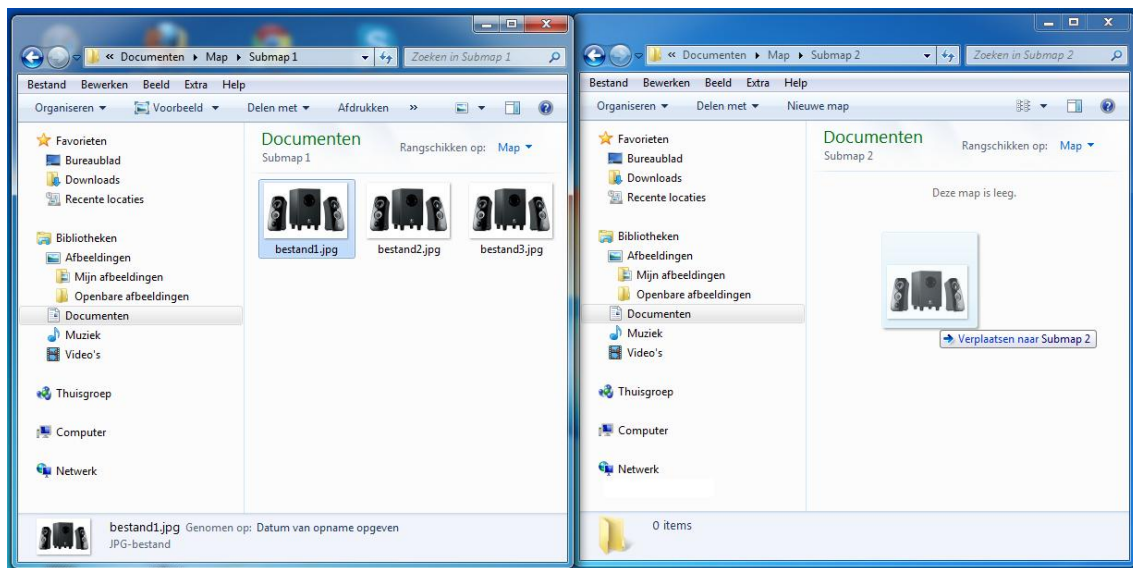 « Documenten ▸ Map ▸ Submap 1
Zoeken in Submap 1
Bestand Bewerken Beeld Extra Help
Organiseren Voorbeeld Delen met Afdrukken »
Favorieten
Bureaublad
Downloads
Recente locaties
Bibliotheken
Afbeeldingen
Mijn afbeeldingen
Openbare afbeeldingen
Documenten
Muziek
Video's
Thuisgroep
Computer
Netwerk
Documenten
Submap 1
Rangschikken op: Map
bestand1.jpg bestand2.jpg bestand3.jpg
bestand1.jpg Genomen op: Datum van opname opgeven
JPG-bestand
« Documenten ▸ Map ▸ Submap 2
Zoeken in Submap 2
Bestand Bewerken Beeld Extra Help
Organiseren Delen met Nieuwe map
Favorieten
Bureaublad
Downloads
Recente locaties
Bibliotheken
Afbeeldingen
Mijn afbeeldingen
Openbare afbeeldingen
Documenten
Muziek
Video's
Thuisgroep
Computer
Netwerk
Documenten
Submap 2
Rangschikken op: Map
Deze map is leeg.
Verplaatsen naar Submap 2
0 items